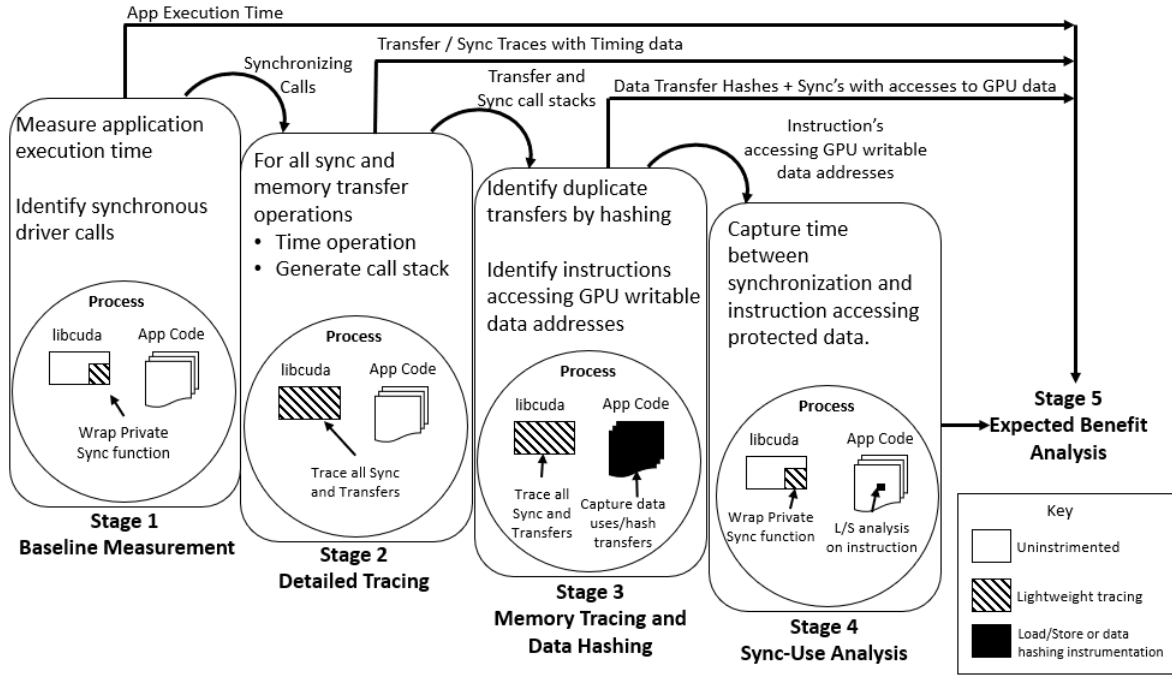 App Execution Time
Transfer / Sync Traces with Timing data
Synchronizing
Calls
Transfer and
Sync call stacks
Data Transfer Hashes + Sync's with accesses to GPU data
Instruction's
accessing GPU writable
data addresses
Measure application
execution time
Identify synchronous
driver calls
Process
libcuda
App Code
Wrap Private
Sync function
Stage 1
Baseline Measurement
For all sync and
memory transfer
operations
• Time operation
• Generate call stack
Process
libcuda
App Code
Trace all Sync
and Transfers
Stage 2
Detailed Tracing
Identify duplicate
transfers by hashing
Identify instructions
accessing GPU writable
data addresses
Process
libcuda
App Code
Trace all
Sync and
Transfers
Capture data
uses/hash
transfers
Stage 3
Memory Tracing and
Data Hashing
Capture time
between
synchronization and
instruction accessing
protected data.
Process
libcuda
App Code
Wrap Private
Sync function
L/S analysis
on instruction
Stage 4
Sync-Use Analysis
Stage 5
Expected Benefit
Analysis
Key
Uninstrimented
Lightweight tracing
Load/Store or data
hashing instrumentation